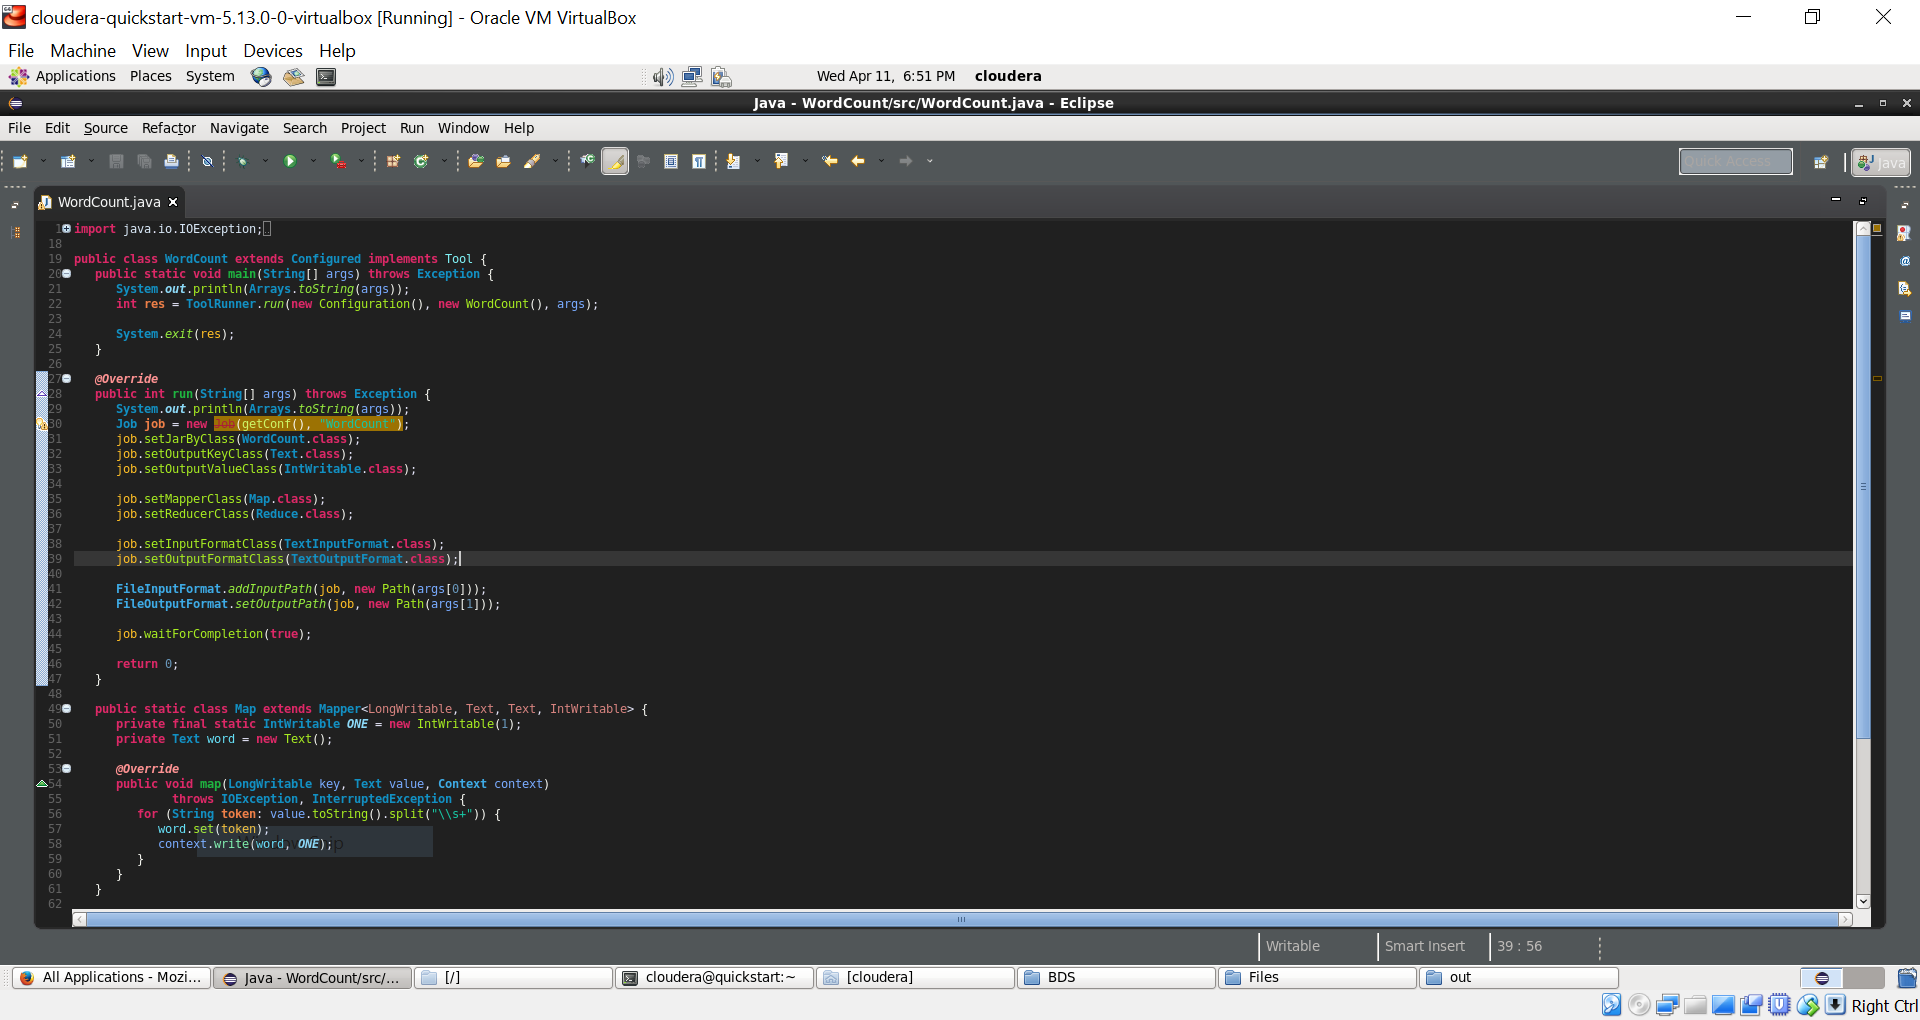 cloudera-quickstart-vm-5.13.0-0-virtualbox [Running] - Oracle VM VirtualBox
File Machine View Input Devices Help
Applications Places System Wed Apr 11, 6:51 PM cloudera
Java - WordCount/src/WordCount.java - Eclipse
File Edit Source Refactor Navigate Search Project Run Window Help
Quick Access Java
WordCount.java
1 import java.io.IOException;
18
19 public class WordCount extends Configured implements Tool {
20 public static void main(String[] args) throws Exception {
21 System.out.println(Arrays.toString(args));
22 int res = ToolRunner.run(new Configuration(), new WordCount(), args);
23
24 System.exit(res);
25 }
26
27 @Override
28 public int run(String[] args) throws Exception {
29 System.out.println(Arrays.toString(args));
30 Job job = new Job(getConf(), "WordCount");
31 job.setJarByClass(WordCount.class);
32 job.setOutputKeyClass(Text.class);
33 job.setOutputValueClass(IntWritable.class);
34
35 job.setMapperClass(Map.class);
36 job.setReducerClass(Reduce.class);
37
38 job.setInputFormatClass(TextInputFormat.class);
39 job.setOutputFormatClass(TextOutputFormat.class);
40
41 FileInputFormat.addInputPath(job, new Path(args[0]));
42 FileOutputFormat.setOutputPath(job, new Path(args[1]));
43
44 job.waitForCompletion(true);
45
46 return 0;
47 }
48
49 public static class Map extends Mapper<LongWritable, Text, Text, IntWritable> {
50 private final static IntWritable ONE = new IntWritable(1);
51 private Text word = new Text();
52
53 @Override
54 public void map(LongWritable key, Text value, Context context)
55 throws IOException, InterruptedException {
56 for (String token: value.toString().split("\\s+")) {
57 word.set(token);
58 context.write(word, ONE);
59 }
60 }
61 }
62
Writable Smart Insert 39 : 56
All Applications - Mozi... Java - WordCount/src/... [/] cloudera@quickstart:~ [cloudera] BDS Files out
Right Ctrl